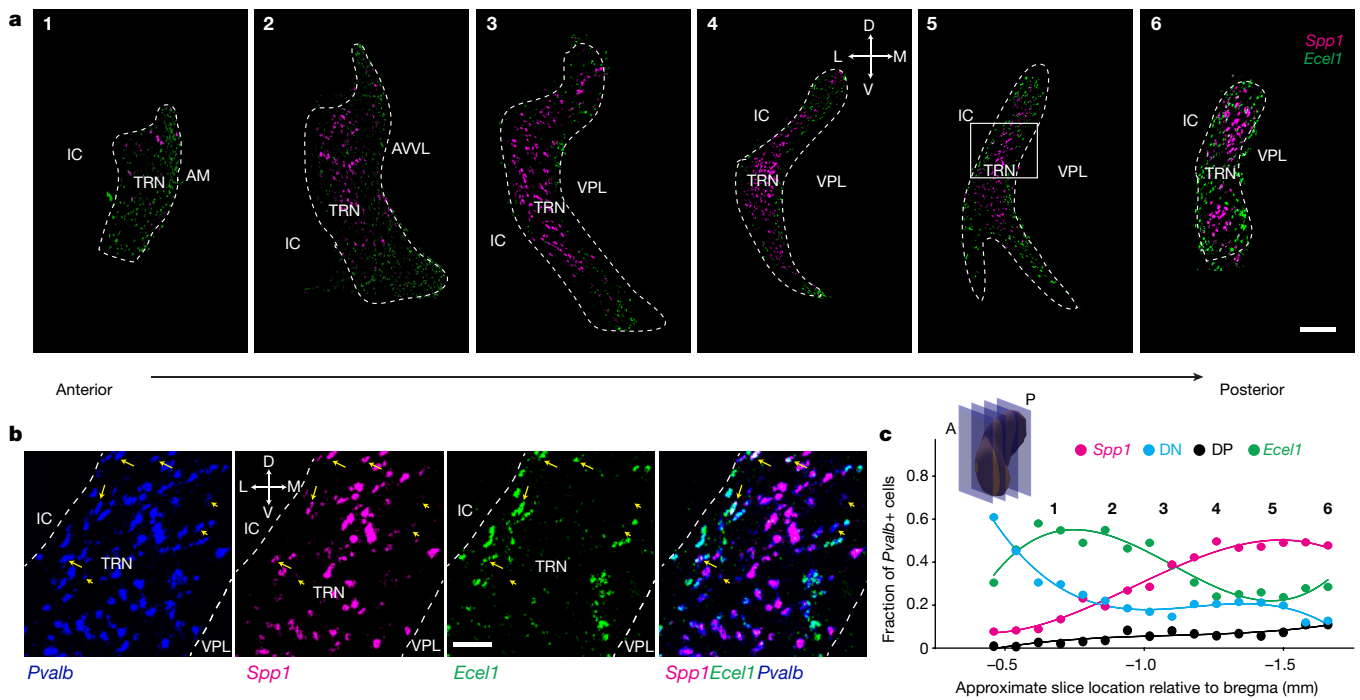 a
1
2
3
4
5
6
D
L
M
V
Spp1
Ecel1
IC
TRN
AM
AVVL
TRN
IC
VPL
TRN
IC
IC
TRN
VPL
IC
TRN
VPL
IC
TRN
VPL
Anterior
Posterior
b
IC
TRN
VPL
Pvalb
D
L
M
V
IC
TRN
VPL
Spp1
IC
TRN
VPL
Ecel1
IC
VPL
Spp1Ecel1Pvalb
c
A
P
Spp1
DN
DP
Ecel1
Fraction of Pvalb+ cells
0.8
0.6
0.4
0.2
0
1
2
3
4
5
6
−0.5
−1.0
−1.5
Approximate slice location relative to bregma (mm)